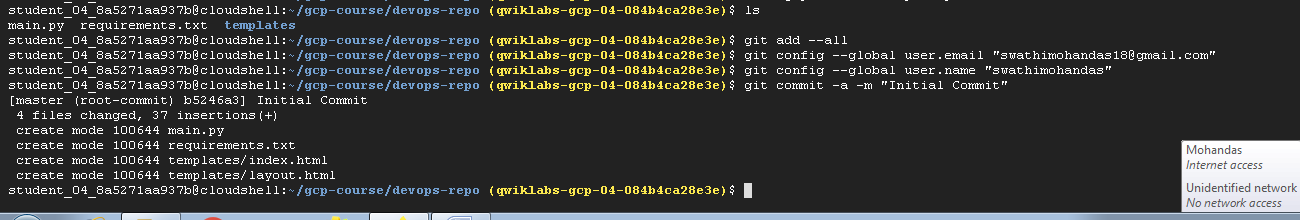 student_04_8a5271aa937b@cloudshell:~/gcp-course/devops-repo (qwiklabs-gcp-04-084b4ca28e3e)$ ls
main.py  requirements.txt  templates
student_04_8a5271aa937b@cloudshell:~/gcp-course/devops-repo (qwiklabs-gcp-04-084b4ca28e3e)$ git add --all
student_04_8a5271aa937b@cloudshell:~/gcp-course/devops-repo (qwiklabs-gcp-04-084b4ca28e3e)$ git config --global user.email "swathimohandas18@gmail.com"
student_04_8a5271aa937b@cloudshell:~/gcp-course/devops-repo (qwiklabs-gcp-04-084b4ca28e3e)$ git config --global user.name "swathimohandas"
student_04_8a5271aa937b@cloudshell:~/gcp-course/devops-repo (qwiklabs-gcp-04-084b4ca28e3e)$ git commit -a -m "Initial Commit"
[master (root-commit) b5246a3] Initial Commit
 4 files changed, 37 insertions(+)
 create mode 100644 main.py
 create mode 100644 requirements.txt
 create mode 100644 templates/index.html
 create mode 100644 templates/layout.html
student_04_8a5271aa937b@cloudshell:~/gcp-course/devops-repo (qwiklabs-gcp-04-084b4ca28e3e)$
Mohandas
Internet access
Unidentified network
No network access